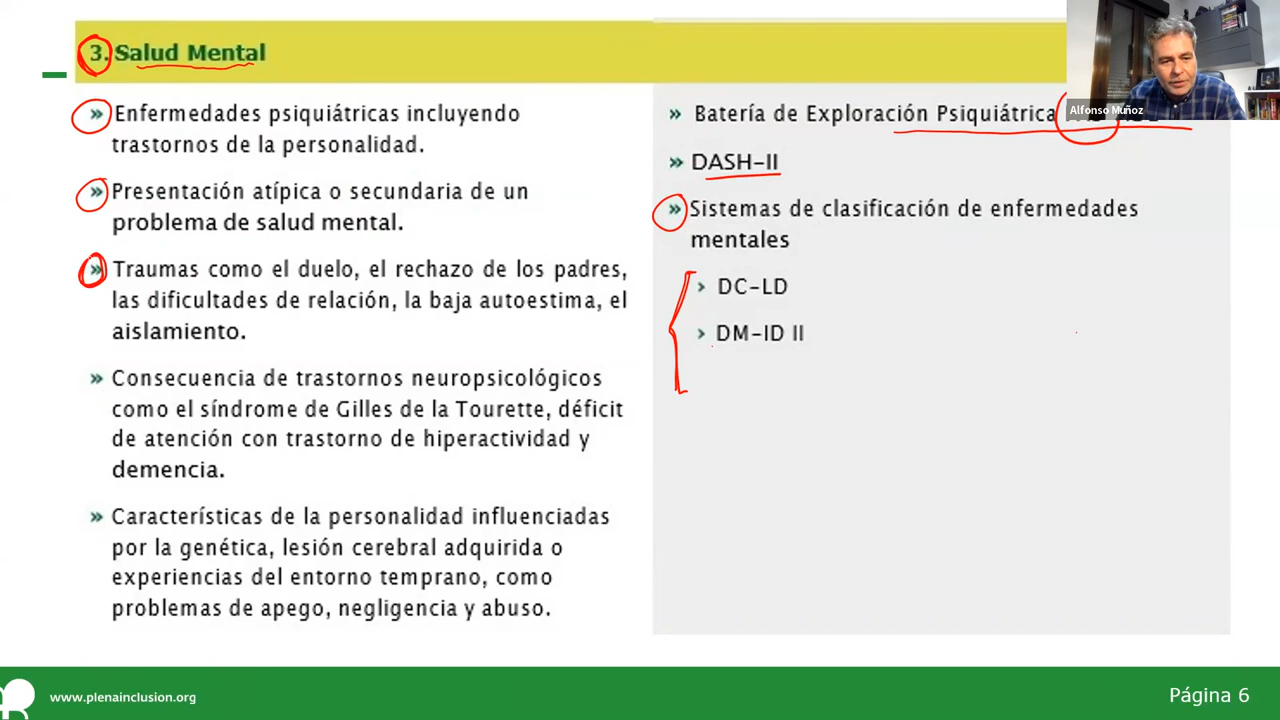 3. Salud Mental
» Enfermedades psiquiátricas incluyendo
trastornos de la personalidad.
» Presentación atípica o secundaria de un
problema de salud mental.
» Traumas como el duelo, el rechazo de los padres,
las dificultades de relación, la baja autoestima, el
aislamiento.
» Consecuencia de trastornos neuropsicológicos
como el síndrome de Gilles de la Tourette, déficit
de atención con trastorno de hiperactividad y
demencia.
» Características de la personalidad influenciadas
por la genética, lesión cerebral adquirida o
experiencias del entorno temprano, como
problemas de apego, negligencia y abuso.
» Batería de Exploración Psiquiátrica
» DASH-II
» Sistemas de clasificación de enfermedades
mentales
› DC-LD
› DM-ID II
Alfonso Muñoz
www.plenainclusion.org
Página 6